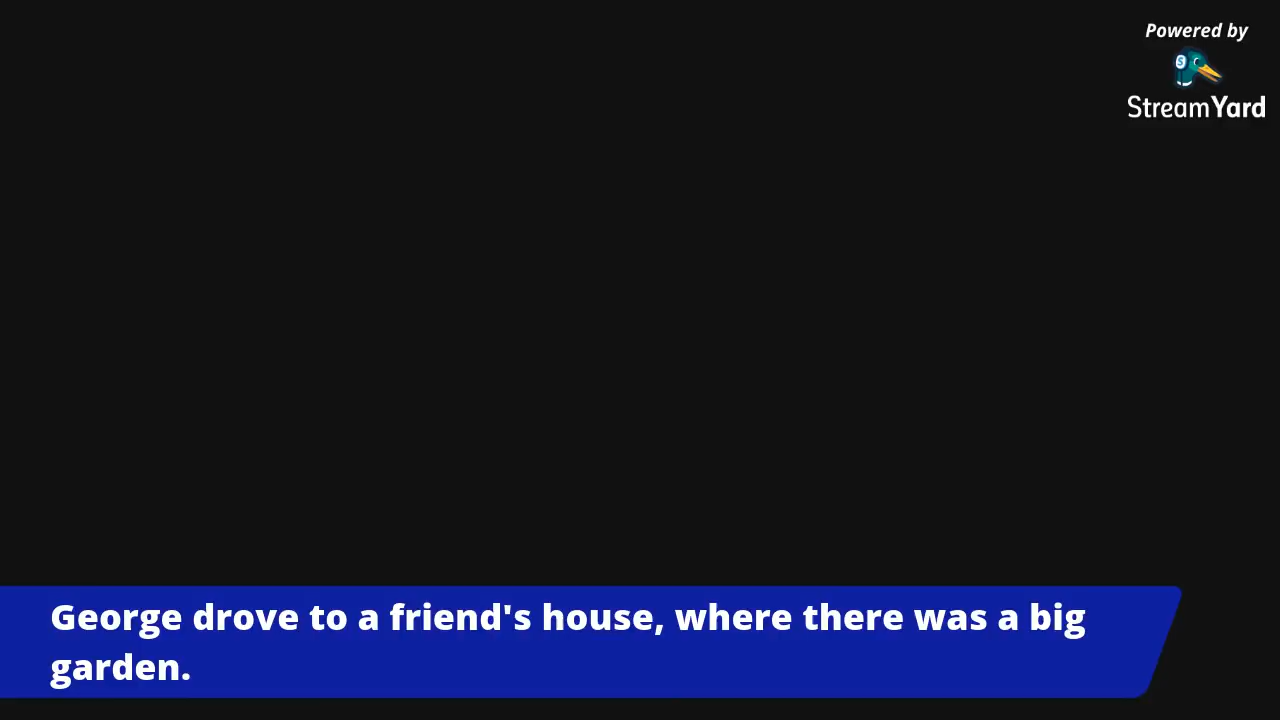 Powered by
S
StreamYard
George drove to a friend's house, where there was a big
garden.